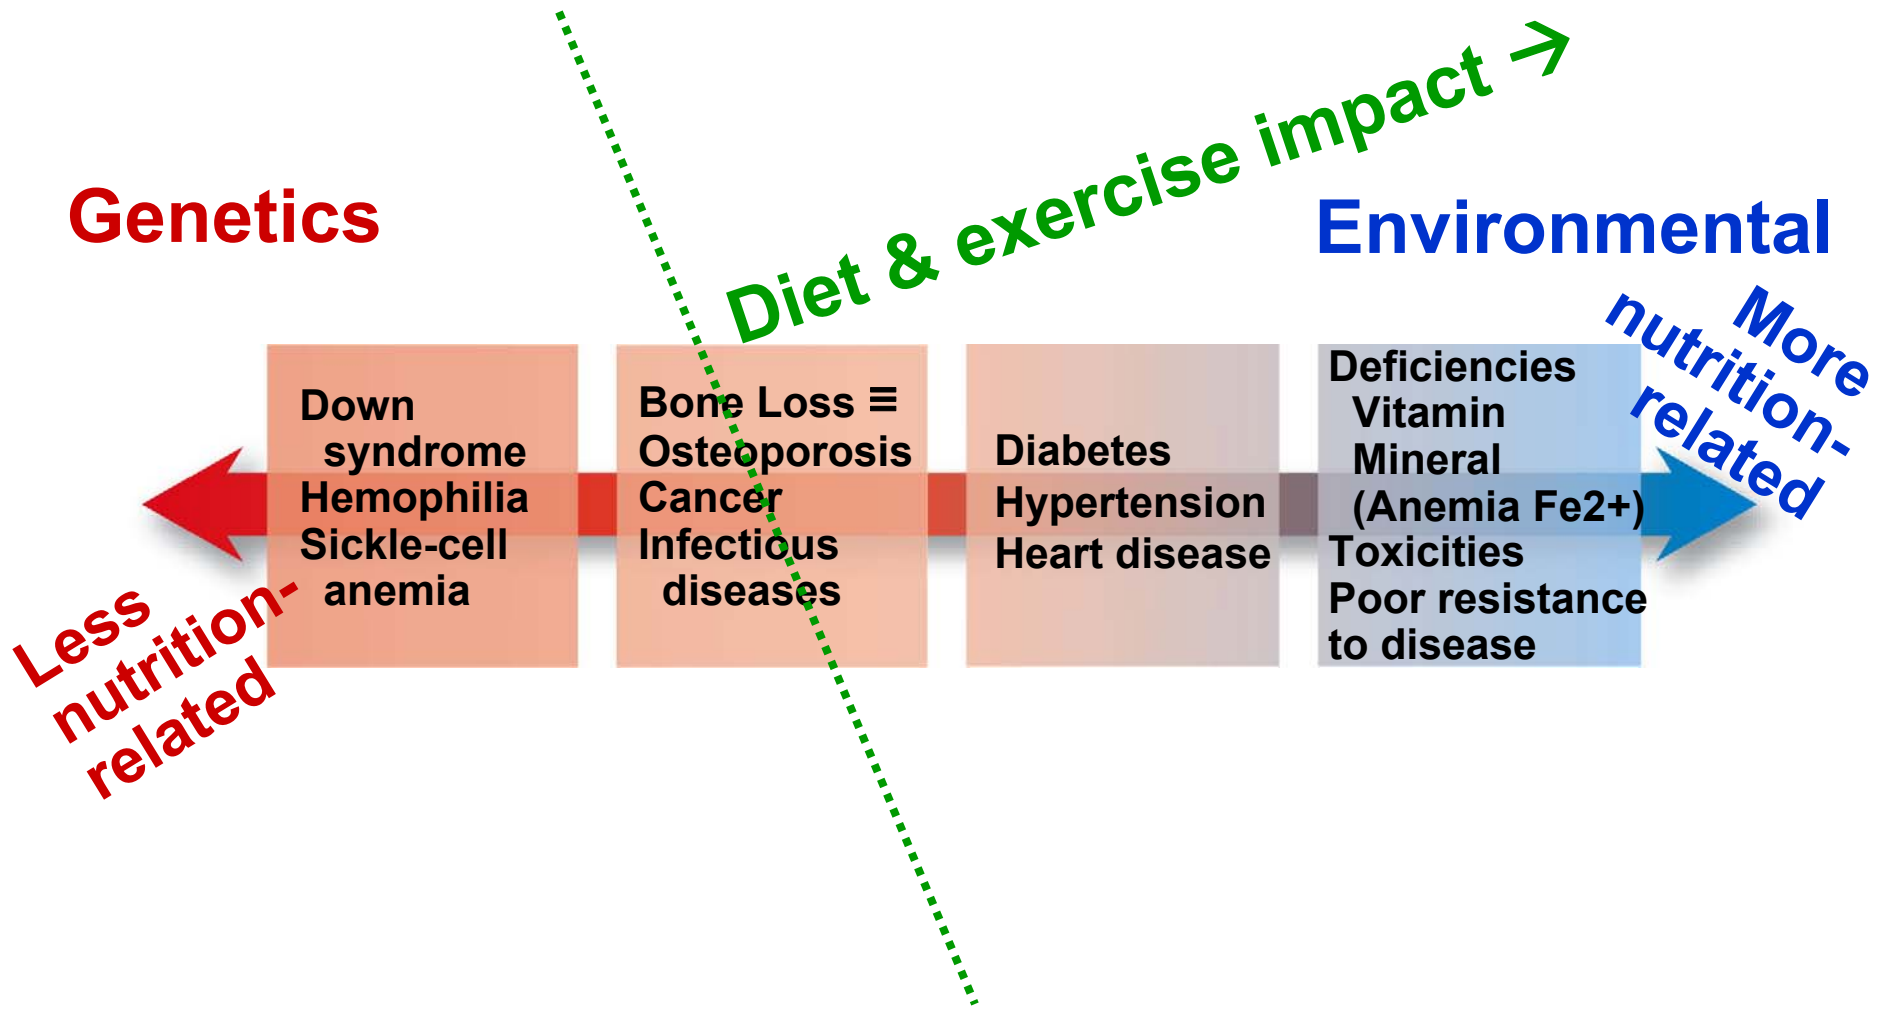 Diet & exercise impact →
Genetics
Environmental
Less
nutrition-
related
Down
syndrome
Hemophilia
Sickle-cell
anemia
Bone Loss ≡
Osteoporosis
Cancer
Infectious
diseases
Diabetes
Hypertension
Heart disease
Deficiencies
Vitamin
Mineral
(Anemia Fe2+)
Toxicities
Poor resistance
to disease
More
nutrition-
related